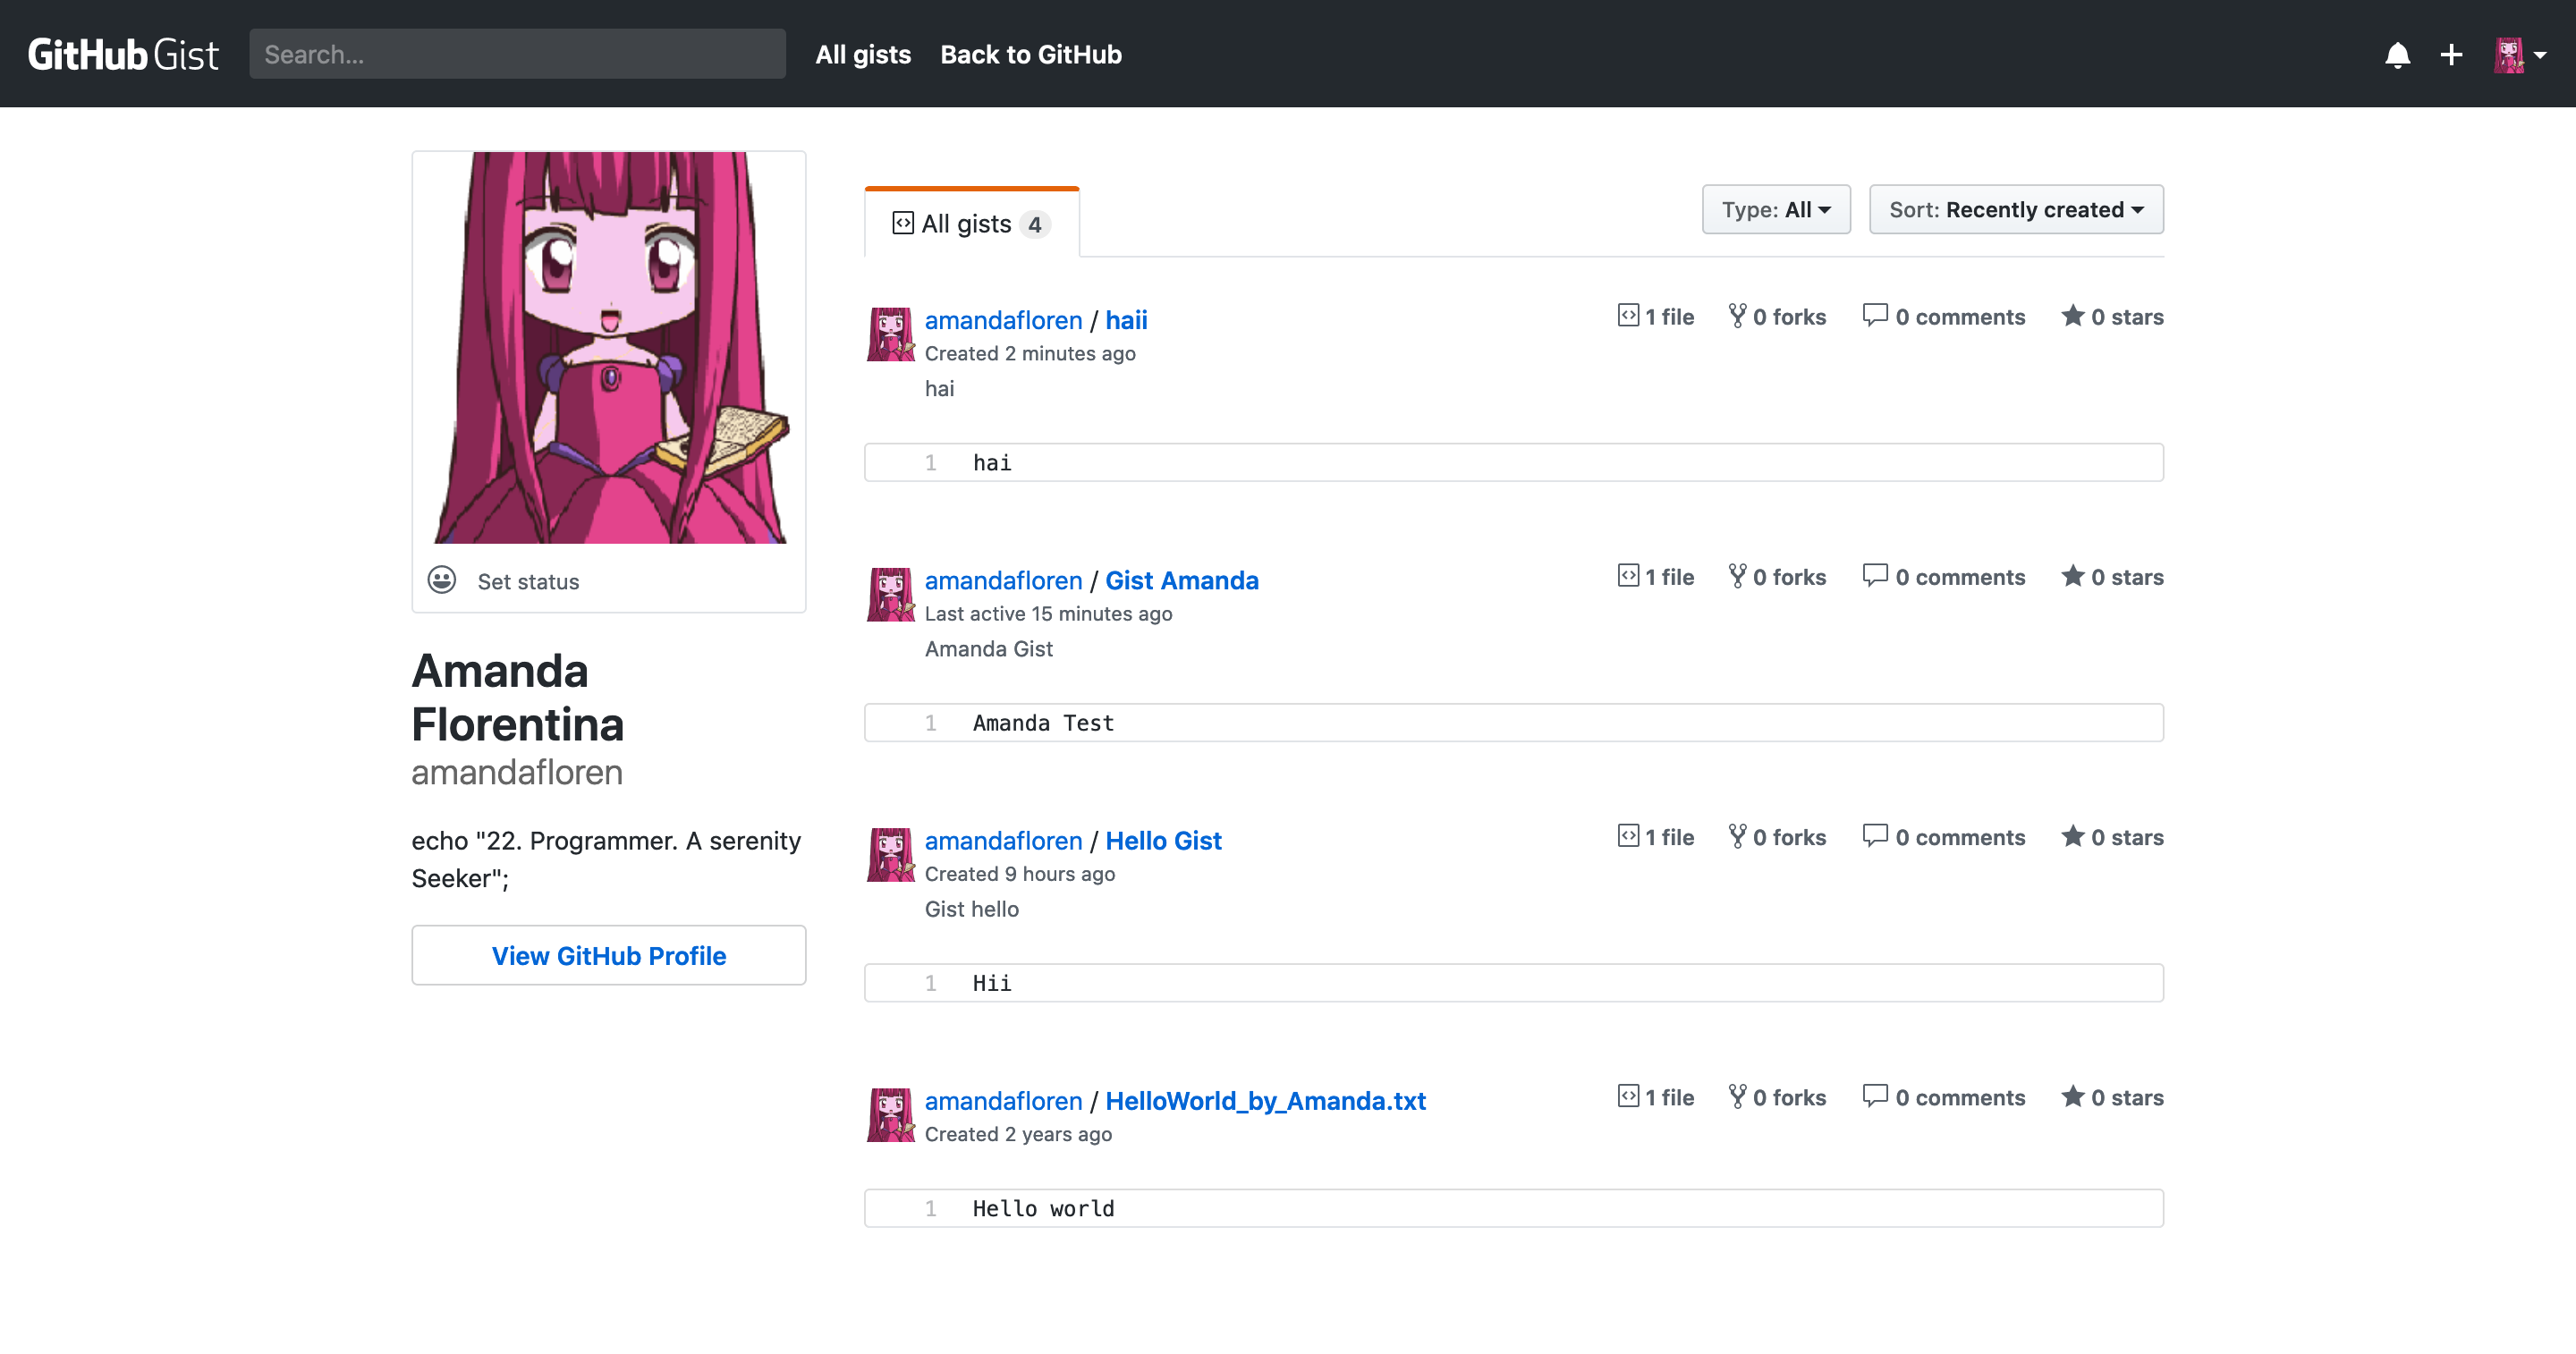 GitHub Gist
Search...
All gists
Back to GitHub
Set status
Amanda
Florentina
amandafloren
echo "22. Programmer. A serenity
Seeker";
View GitHub Profile
All gists 4
Type: All
Sort: Recently created
amandafloren / haii
1 file
0 forks
0 comments
0 stars
Created 2 minutes ago
hai
1 hai
amandafloren / Gist Amanda
1 file
0 forks
0 comments
0 stars
Last active 15 minutes ago
Amanda Gist
1 Amanda Test
amandafloren / Hello Gist
1 file
0 forks
0 comments
0 stars
Created 9 hours ago
Gist hello
1 Hii
amandafloren / HelloWorld_by_Amanda.txt
1 file
0 forks
0 comments
0 stars
Created 2 years ago
1 Hello world